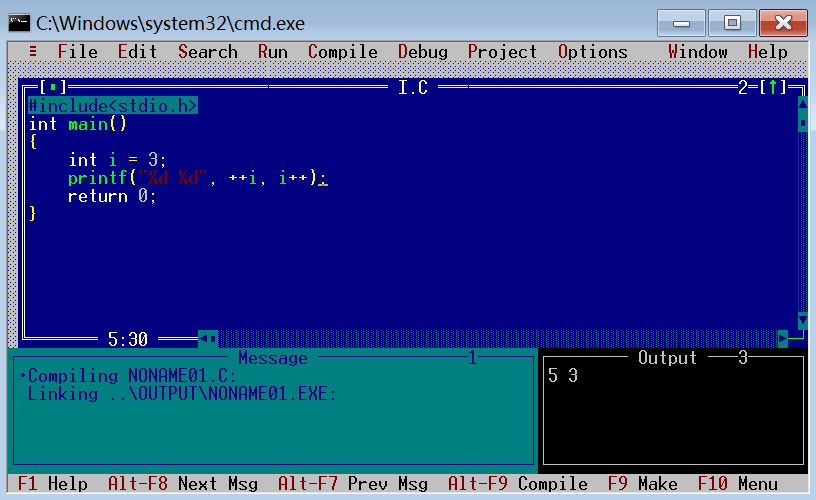 C:\Windows\system32\cmd.exe
≡ File Edit Search Run Compile Debug Project Options Window Help
[▪] I.C 2=[↑]
#include<stdio.h>
int main()
{
    int i = 3;
    printf("%d %d", ++i, i++);
    return 0;
}
5:30
Message 1
•Compiling NONAME01.C:
Linking ..\OUTPUT\NONAME01.EXE:
Output 3
5 3
F1 Help Alt-F8 Next Msg Alt-F7 Prev Msg Alt-F9 Compile F9 Make F10 Menu